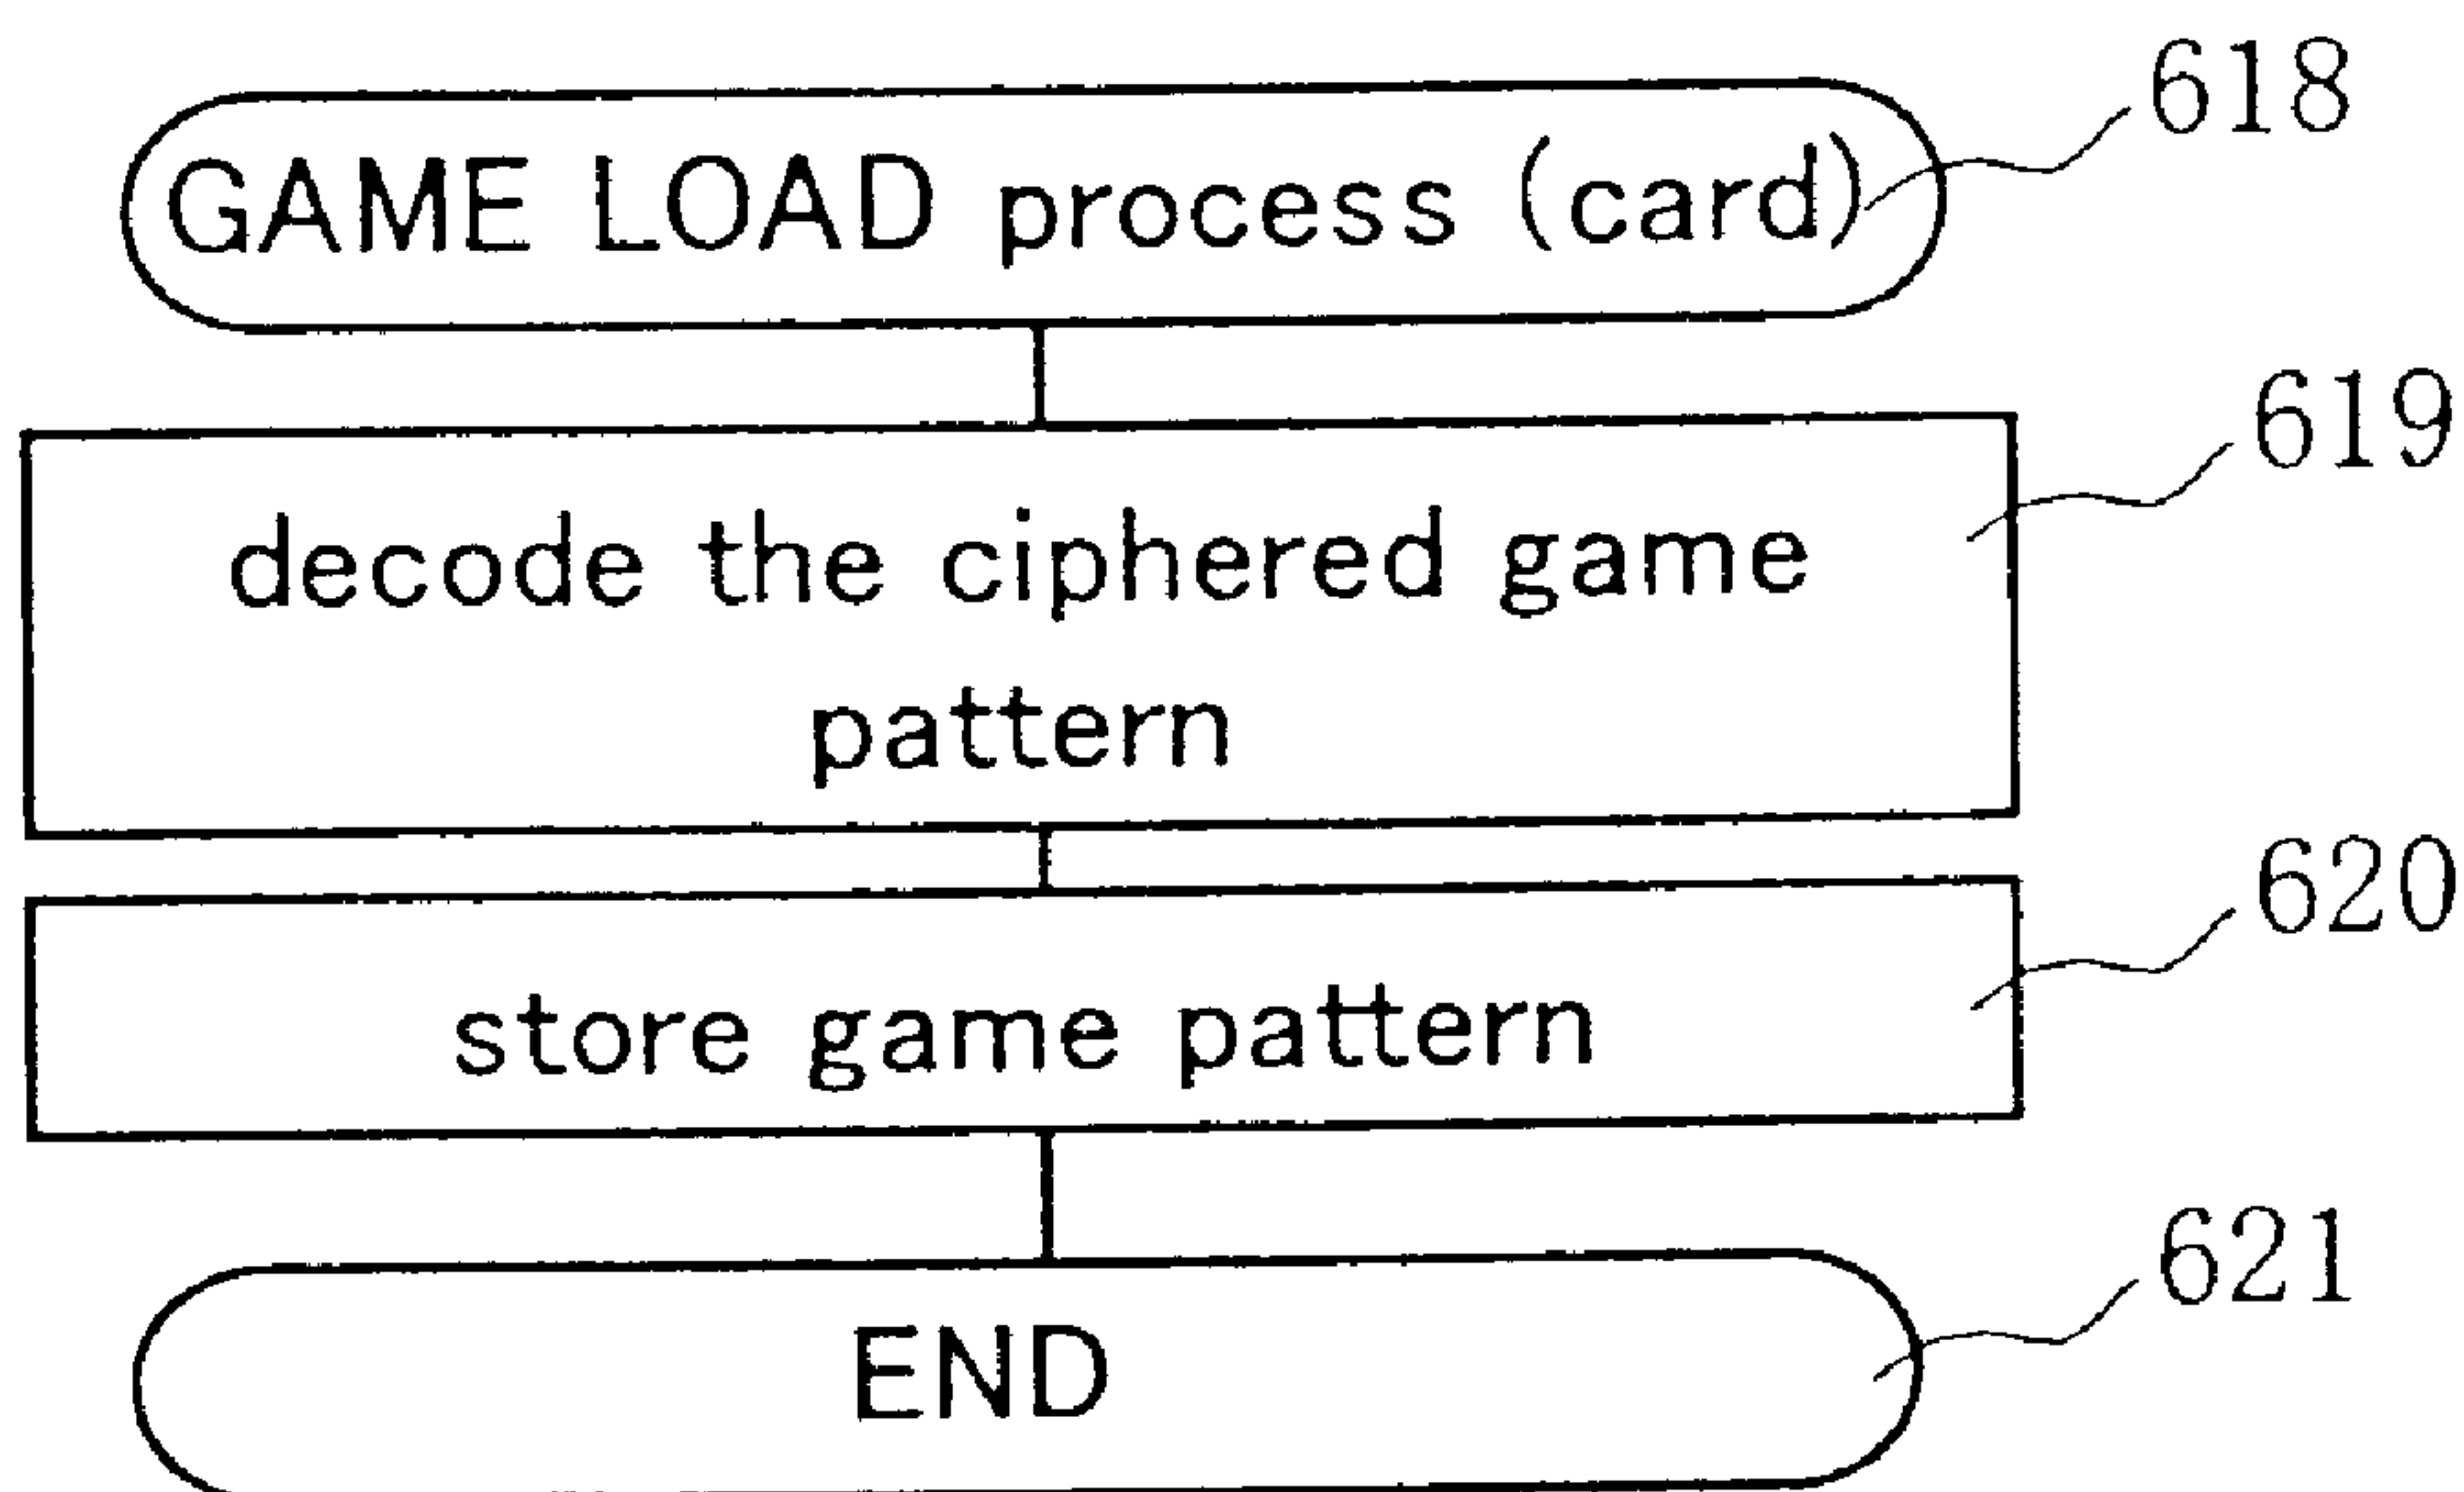 618
GAME LOAD process (card)
619
decode the ciphered game
pattern
620
store game pattern
621
END